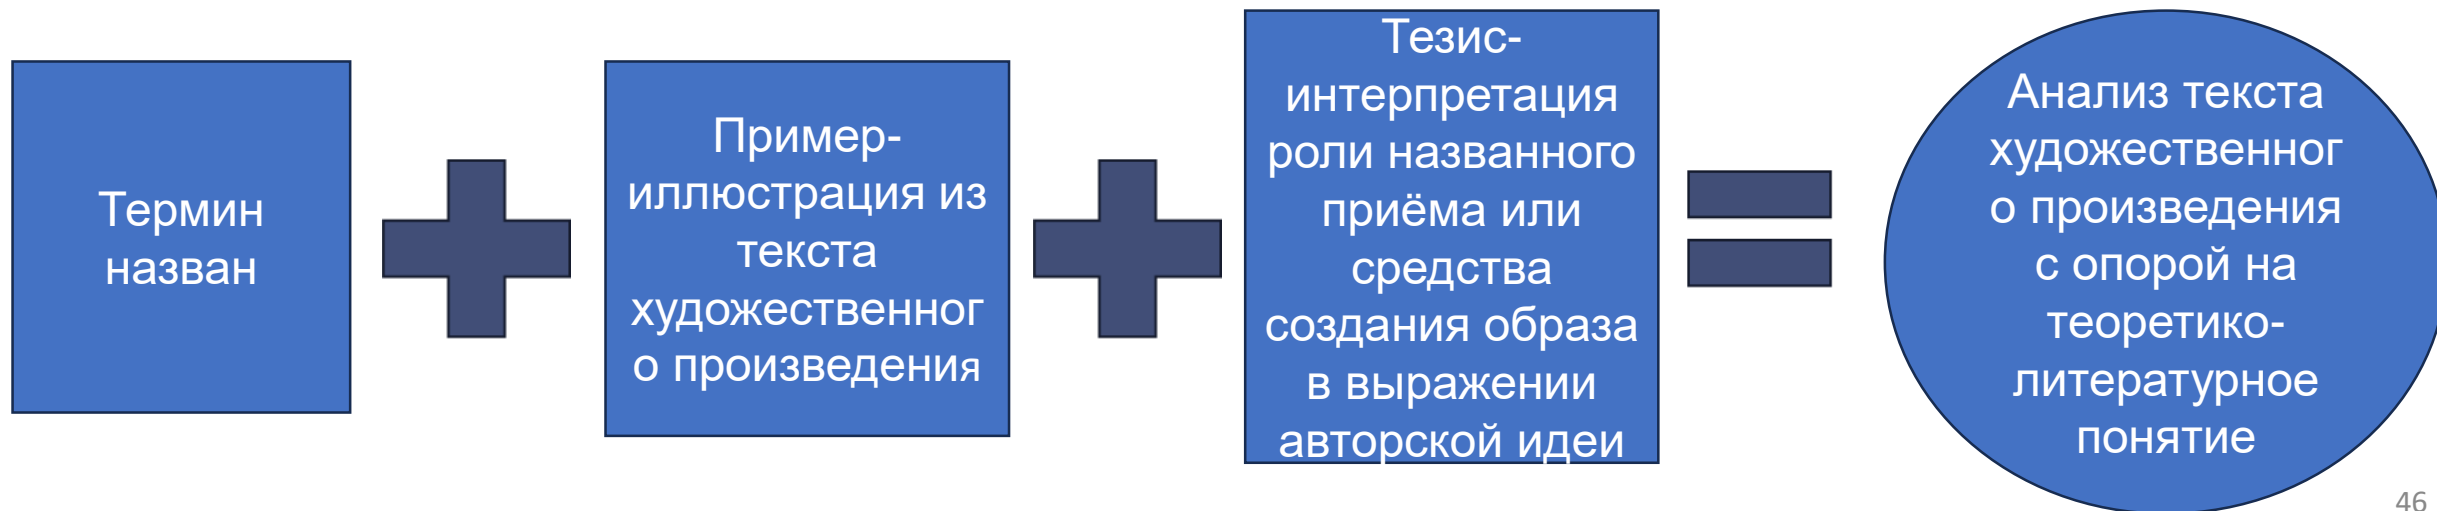 Термин
назван
Пример-
иллюстрация из
текста
художественног
о произведения
Тезис-
интерпретация
роли названного
приёма или
средства
создания образа
в выражении
авторской идеи
Анализ текста
художественног
о произведения
с опорой на
теоретико-
литературное
понятие
46